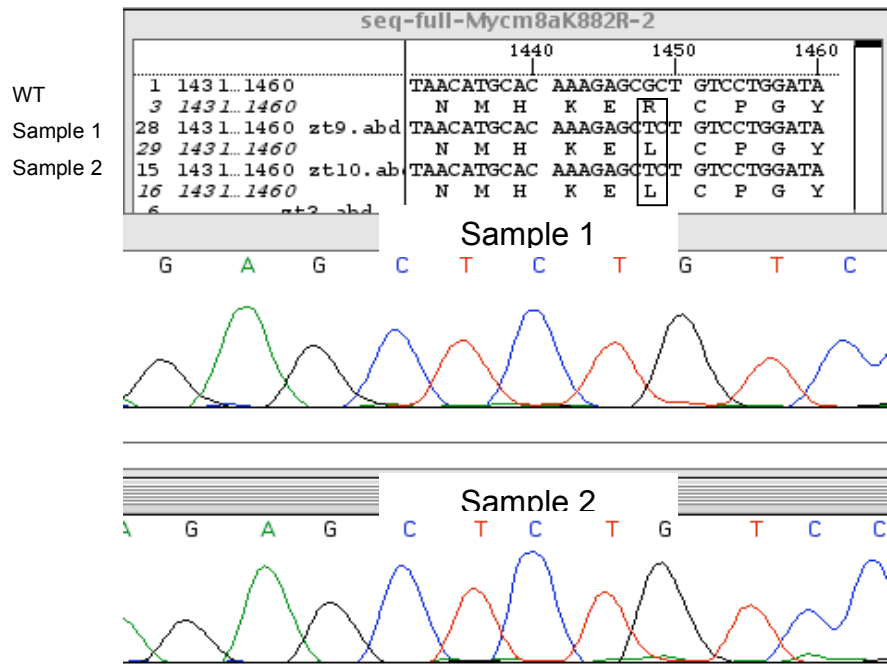 seq-full-Mycm8aK882R-2
1440 1450 1460
WT 1 1431…1460 TAACATGCAC AAAGAGCGCT GTCCTGGATA
3 1431…1460 N M H K E R C P G Y
Sample 1 28 1431…1460 zt9.abd TAACATGCAC AAAGAGCTCT GTCCTGGATA
29 1431…1460 N M H K E L C P G Y
Sample 2 15 1431…1460 zt10.ab TAACATGCAC AAAGAGCTCT GTCCTGGATA
16 1431…1460 N M H K E L C P G Y
Sample 1
G A G C T C T G T C
Sample 2
A G A G C T C T G T C C